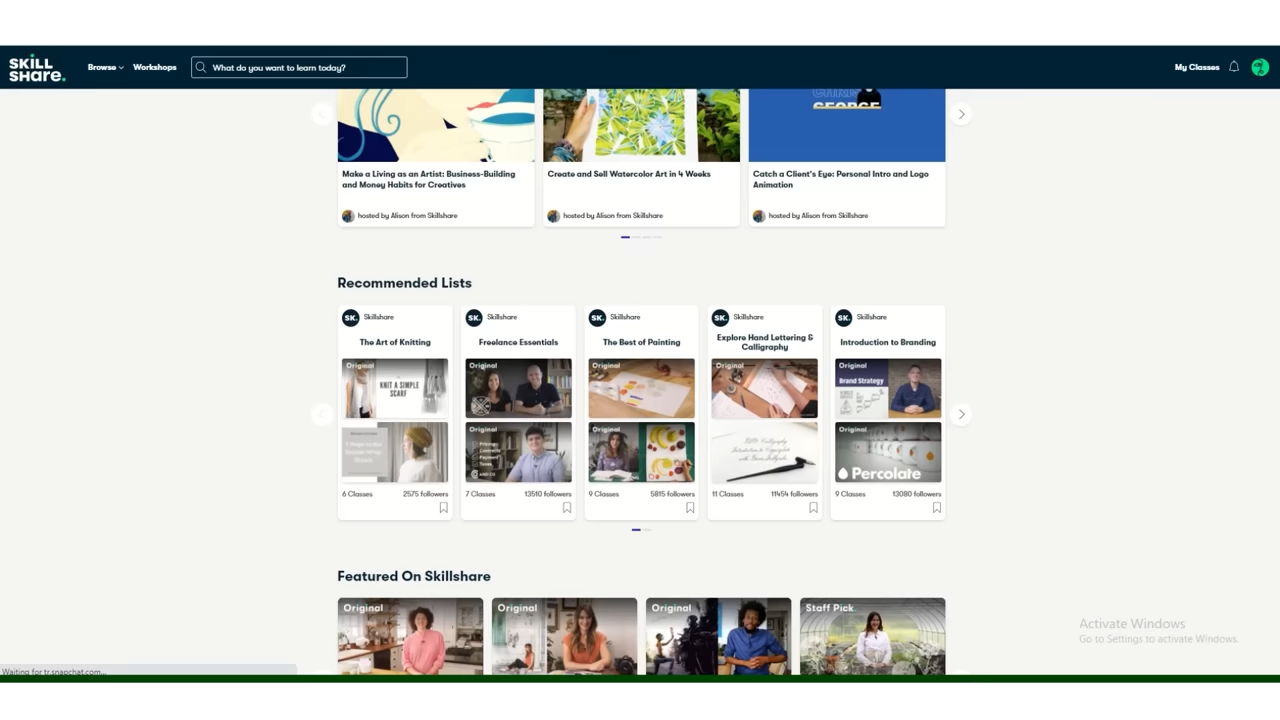 SKILL
SHARE.
Browse
Workshops
What do you want to learn today?
My Classes
GEORGE
Make a Living as an Artist: Business-Building
and Money Habits for Creatives
hosted by Alison from Skillshare
Create and Sell Watercolor Art in 4 Weeks
hosted by Alison from Skillshare
Catch a Client's Eye: Personal Intro and Logo
Animation
hosted by Alison from Skillshare
Recommended Lists
SK. Skillshare
The Art of Knitting
Original
KNIT A SIMPLE
SCARF
6 Classes 2575 followers
SK. Skillshare
Freelance Essentials
Original
Original
Pricing
Contracts
Payment
Taxes
7 Classes 13510 followers
SK. Skillshare
The Best of Painting
Original
Original
9 Classes 5815 followers
SK. Skillshare
Explore Hand Lettering &
Calligraphy
Original
11 Classes 11454 followers
SK. Skillshare
Introduction to Branding
Original
Brand Strategy
Original
Percolate
9 Classes 13080 followers
Featured On Skillshare
Original
Original
Original
Staff Pick
Activate Windows
Go to Settings to activate Windows.
Waiting for tr.snapchat.com...